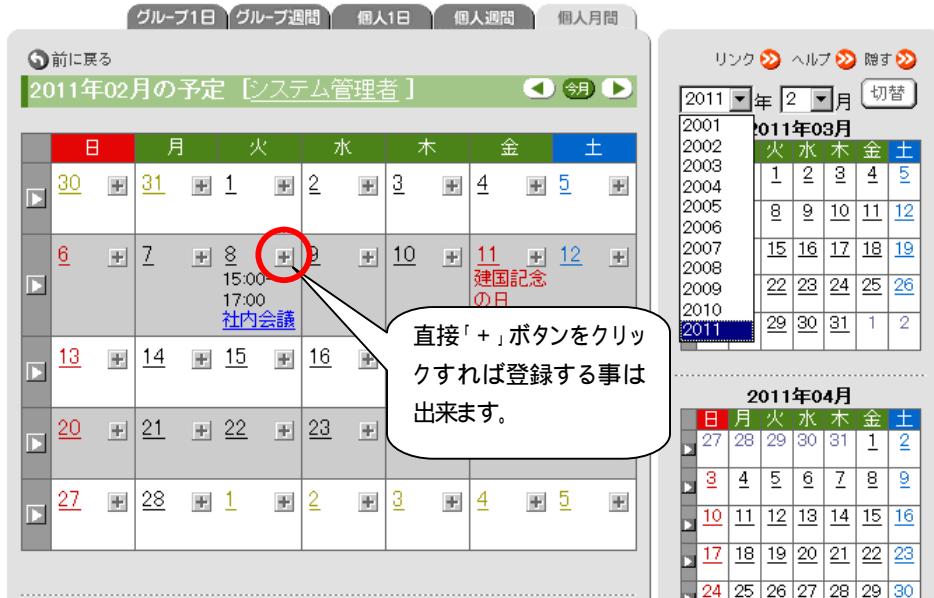 グループ1日 グループ週間 個人1日 個人週間 個人月間
前に戻る
2011年02月の予定 [システム管理者]
今月
日 月 火 水 木 金 土
30 31 1 2 3 4 5
6 7 8 9 10 11 12
15:00-
17:00
社内会議
建国記念
の日
13 14 15 16
20 21 22 23
27 28 1 2 3 4 5
直接「+」ボタンをクリッ
クすれば登録する事は
出来ます。
リンク ヘルプ 隠す
2011 年 2 月 切替
2001
2002
2003
2004
2005
2006
2007
2008
2009
2010
2011
2011年03月
火 水 木 金 土
1 2 3 4 5
8 9 10 11 12
15 16 17 18 19
22 23 24 25 26
29 30 31 1 2
2011年04月
日 月 火 水 木 金 土
27 28 29 30 31 1 2
3 4 5 6 7 8 9
10 11 12 13 14 15 16
17 18 19 20 21 22 23
24 25 26 27 28 29 30